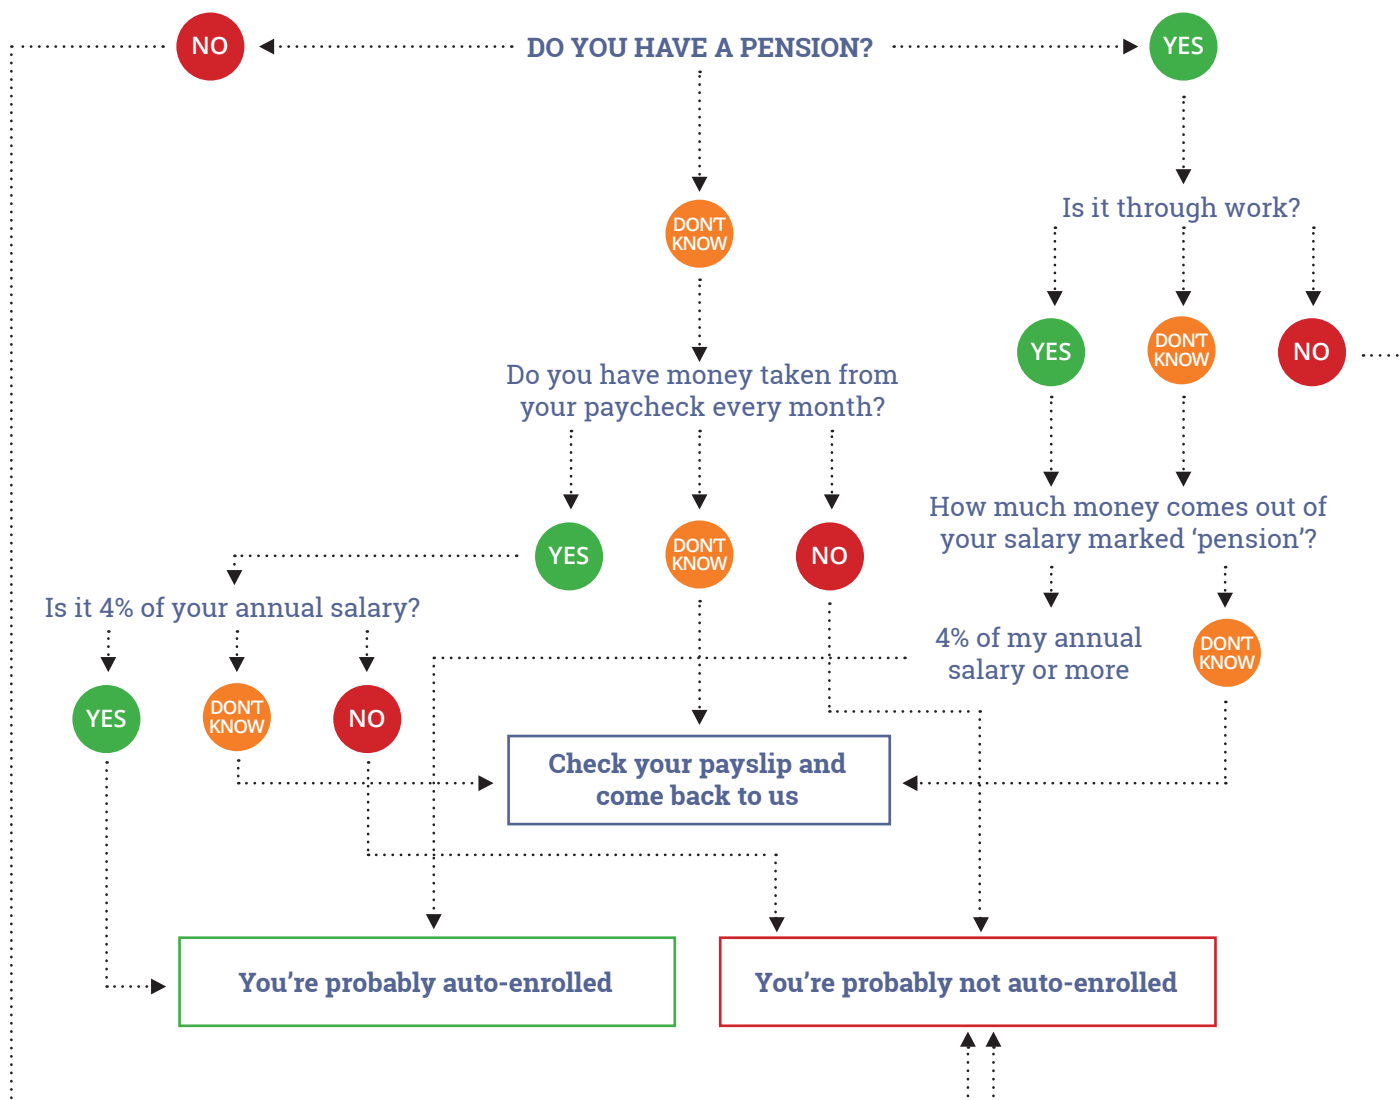 NO
DO YOU HAVE A PENSION?
YES
DON'T
KNOW
Is it through work?
YES
DON'T
KNOW
NO
Do you have money taken from
your paycheck every month?
YES
DON'T
KNOW
NO
How much money comes out of
your salary marked ‘pension’?
Is it 4% of your annual salary?
4% of my annual
salary or more
DON'T
KNOW
YES
DON'T
KNOW
NO
Check your payslip and
come back to us
You’re probably auto-enrolled
You’re probably not auto-enrolled